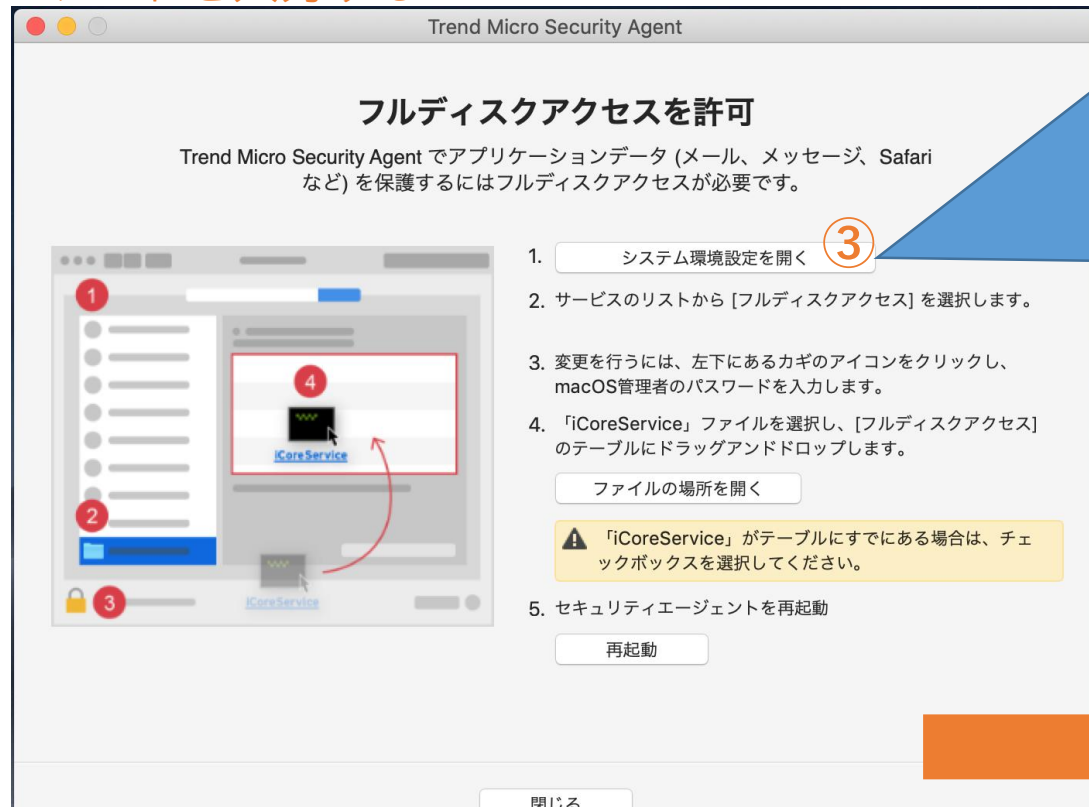 Trend Micro Security Agent
フルディスクアクセスを許可
Trend Micro Security Agent でアプリケーションデータ (メール、メッセージ、Safari
など) を保護するにはフルディスクアクセスが必要です。
1. システム環境設定を開く ③
2. サービスのリストから [フルディスクアクセス] を選択します。
3. 変更を行うには、左下にあるカギのアイコンをクリックし、
macOS管理者のパスワードを入力します。
4. 「iCoreService」ファイルを選択し、[フルディスクアクセス]
のテーブルにドラッグアンドドロップします。
ファイルの場所を開く
「iCoreService」がテーブルにすでにある場合は、チェ
ックボックスを選択してください。
5. セキュリティエージェントを再起動
再起動
1
4
iCoreService
2
3
iCoreService
閉じる